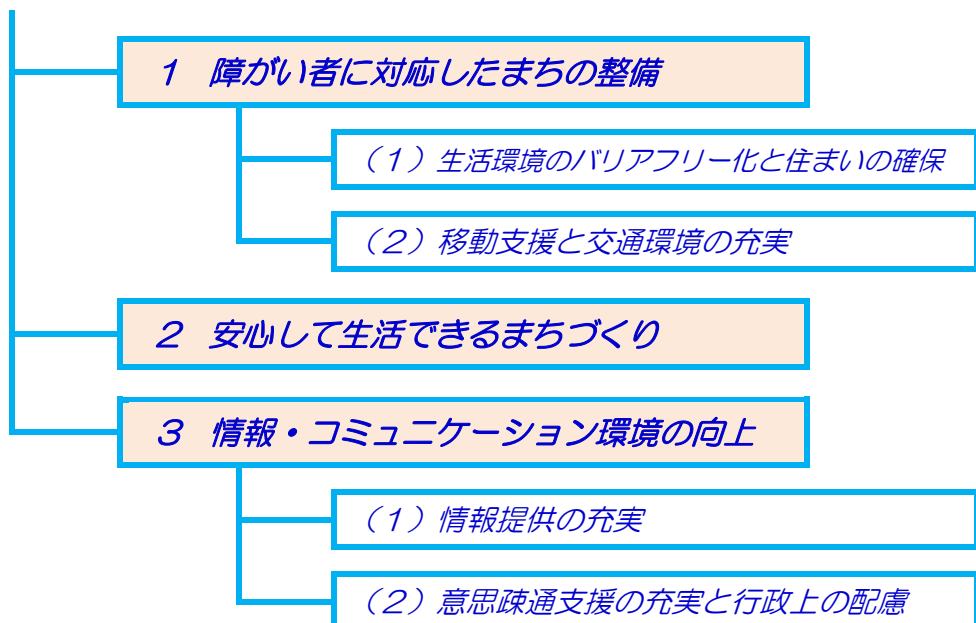 1 障がい者に対応したまちの整備
（1）生活環境のバリアフリー化と住まいの確保
（2）移動支援と交通環境の充実
2 安心して生活できるまちづくり
3 情報・コミュニケーション環境の向上
（1）情報提供の充実
（2）意思疎通支援の充実と行政上の配慮